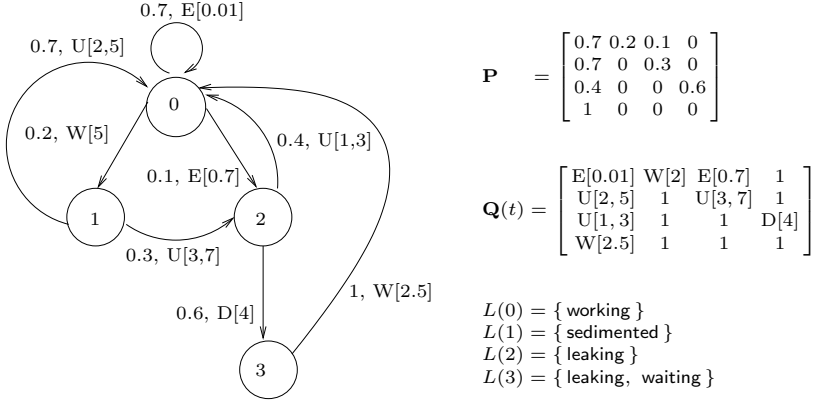 0.7, E[0.01]
0.7, U[2,5]
0
0.2, W[5]
0.4, U[1,3]
0.1, E[0.7]
1
2
0.3, U[3,7]
1, W[2.5]
0.6, D[4]
3
P = [ 0.7 0.2 0.1 0
0.7 0 0.3 0
0.4 0 0 0.6
1 0 0 0 ]
Q(t) = [ E[0.01] W[2] E[0.7] 1
U[2, 5] 1 U[3, 7] 1
U[1, 3] 1 1 D[4]
W[2.5] 1 1 1 ]
L(0) = { working }
L(1) = { sedimented }
L(2) = { leaking }
L(3) = { leaking, waiting }